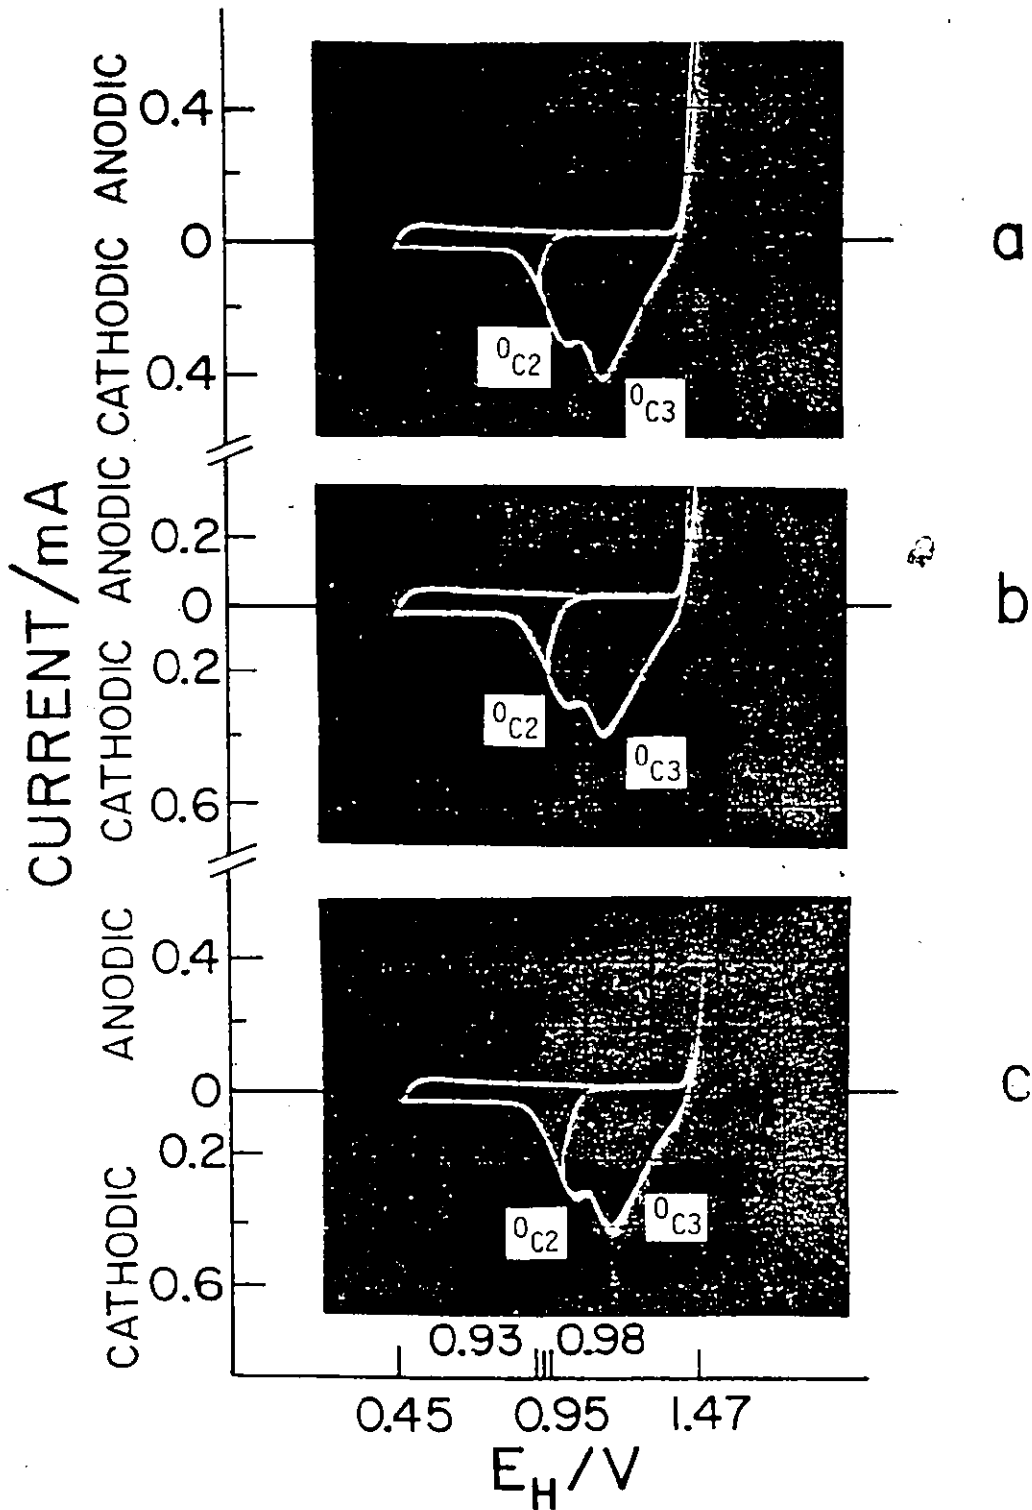 CURRENT/mA
ANODIC
CATHODIC
0.4
0
0.4
O_C2
O_C3
a
ANODIC
CATHODIC
0.2
0
0.2
0.6
O_C2
O_C3
b
ANODIC
CATHODIC
0.4
0
0.2
0.6
O_C2
O_C3
c
0.93 0.98
0.45 0.95 1.47
E_H/V